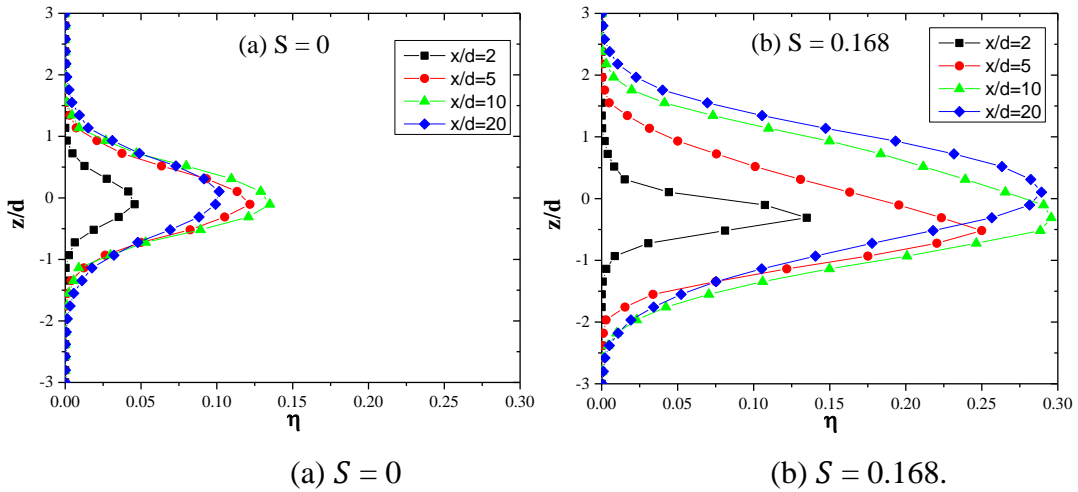 (a) S = 0
x/d=2
x/d=5
x/d=10
x/d=20
z/d
3
2
1
0
-1
-2
-3
0.00 0.05 0.10 0.15 0.20 0.25 0.30
η
(b) S = 0.168
x/d=2
x/d=5
x/d=10
x/d=20
z/d
3
2
1
0
-1
-2
-3
0.00 0.05 0.10 0.15 0.20 0.25 0.30
η
(a) S = 0
(b) S = 0.168.